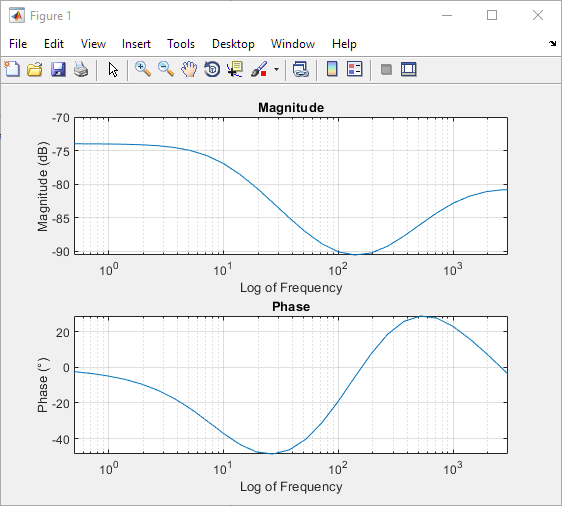 Figure 1
File Edit View Insert Tools Desktop Window Help
Magnitude
Magnitude (dB)
-70
-75
-80
-85
-90
10^0 10^1 10^2 10^3
Log of Frequency
Phase
Phase (°)
20
0
-20
-40
10^0 10^1 10^2 10^3
Log of Frequency